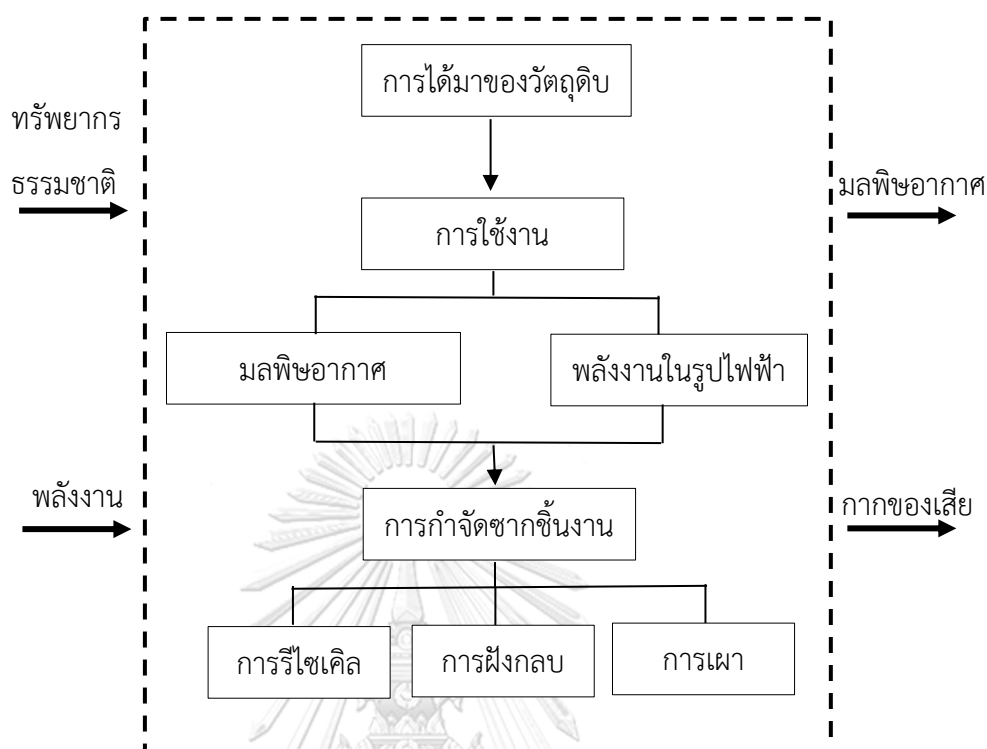 การได้มาของวัตถุดิบ
ทรัพยากร
ธรรมชาติ
มลพิษอากาศ
การใช้งาน
มลพิษอากาศ
พลังงานในรูปไฟฟ้า
พลังงาน
กากของเสีย
การกำจัดซากชิ้นงาน
การรีไซเคิล
การฝังกลบ
การเผา